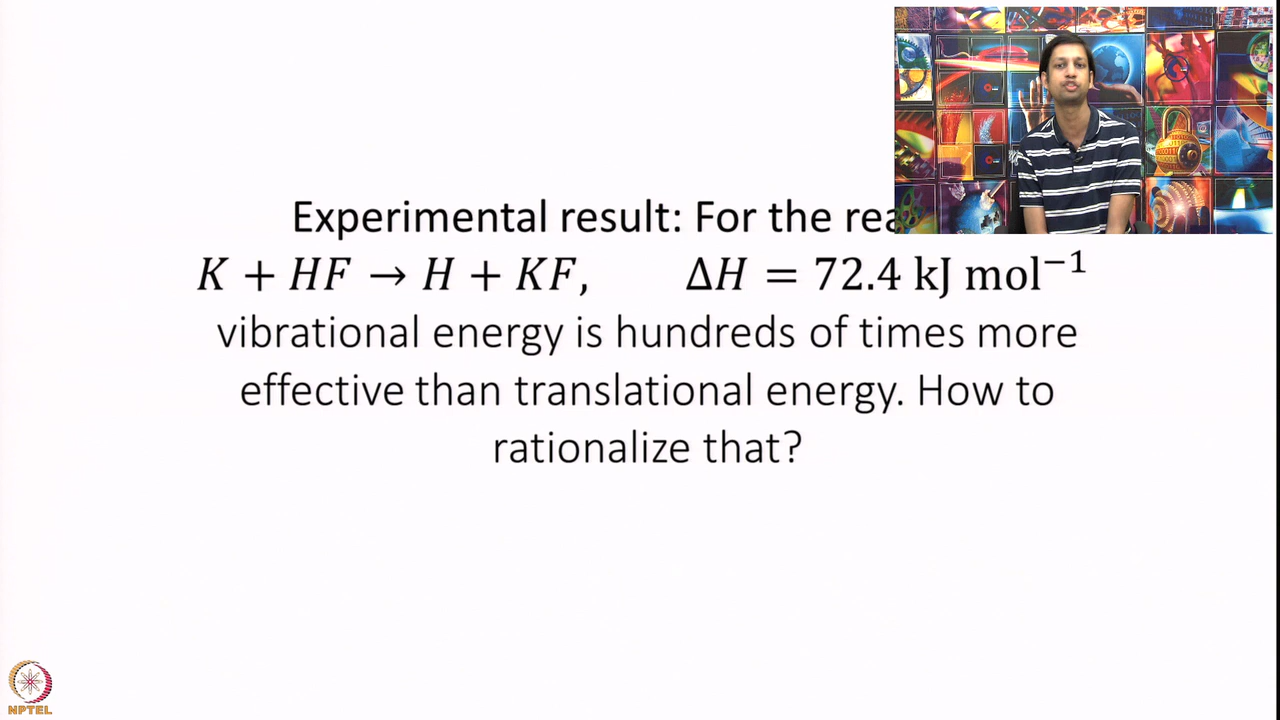 Experimental result: For the rea
K + HF → H + KF, ΔH = 72.4 kJ mol⁻¹
vibrational energy is hundreds of times more
effective than translational energy. How to
rationalize that?
NPTEL